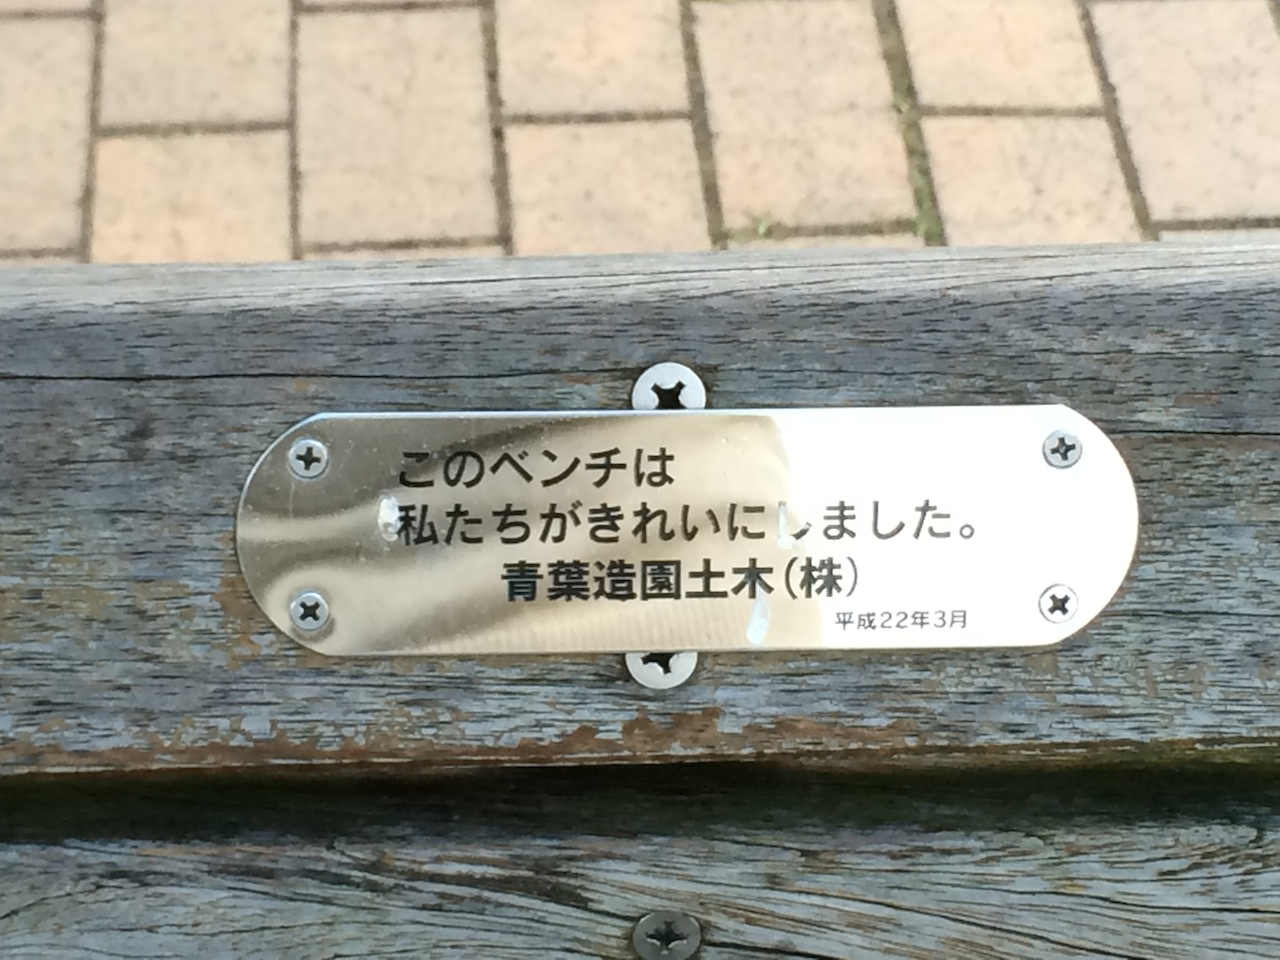 このベンチは
私たちがきれいにしました。
青葉造園土木(株)
平成22年3月